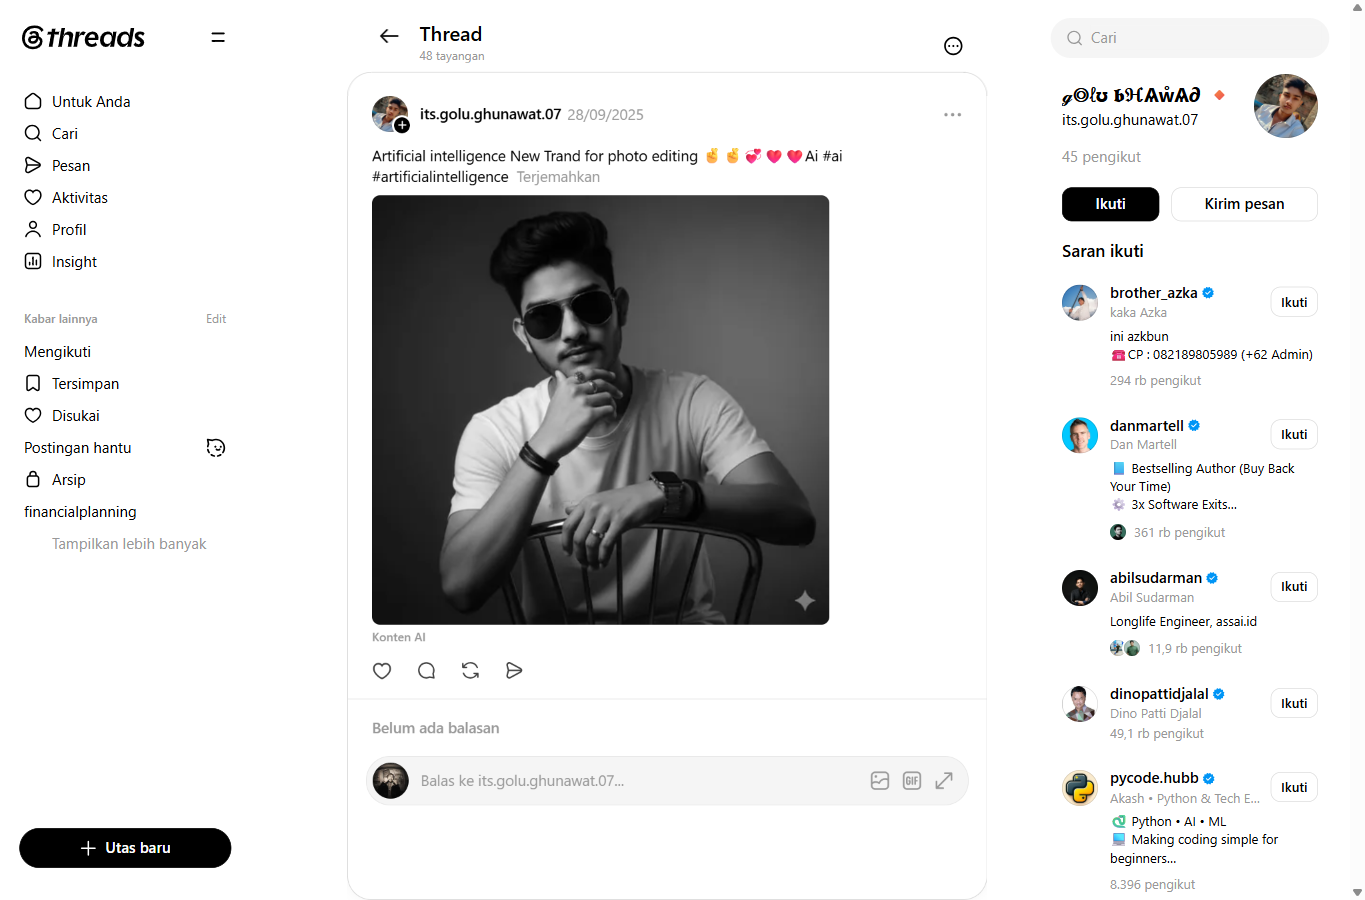 threads
Untuk Anda
Cari
Pesan
Aktivitas
Profil
Insight
Kabar lainnya
Edit
Mengikuti
Tersimpan
Disukai
Postingan hantu
Arsip
financialplanning
Tampilkan lebih banyak
Utas baru
Thread
48 tayangan
its.golu.ghunawat.07 28/09/2025
Artificial intelligence New Trand for photo editing ✌️ ✌️ 💞 ❤️ ❤️Ai #ai
#artificialintelligence Terjemahkan
Konten AI
Belum ada balasan
Balas ke its.golu.ghunawat.07...
GIF
Cari
its.golu.ghunawat.07
45 pengikut
Ikuti
Kirim pesan
Saran ikuti
brother_azka
kaka Azka
Ikuti
ini azkbun
☎️CP : 082189805989 (+62 Admin)
294 rb pengikut
danmartell
Dan Martell
Ikuti
📘 Bestselling Author (Buy Back
Your Time)
⚙️ 3x Software Exits...
361 rb pengikut
abilsudarman
Abil Sudarman
Ikuti
Longlife Engineer, assai.id
11,9 rb pengikut
dinopattidjalal
Dino Patti Djalal
Ikuti
49,1 rb pengikut
pycode.hubb
Akash • Python & Tech E...
Ikuti
Python • AI • ML
💻 Making coding simple for
beginners...
8.396 pengikut